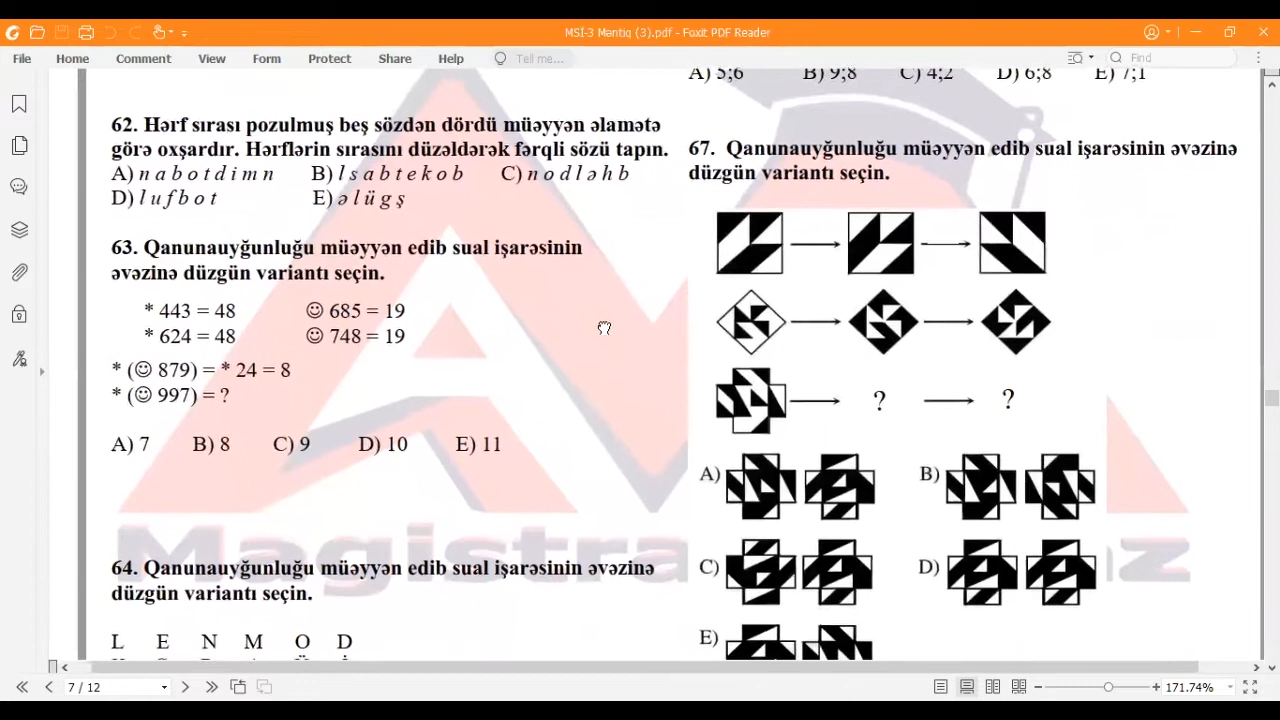 MSİ-3 Məntiq (3).pdf - Foxit PDF Reader
File Home Comment View Form Protect Share Help Tell me... Find
A) 5;6 B) 9;8 C) 4;2 D) 6;8 E) 7;1
62. Hərf sırası pozulmuş beş sözdən dördü müəyyən əlamətə
görə oxşardır. Hərflərin sırasını düzəldərək fərqli sözü tapın.
A) n a b o t d i m n B) l s a b t e k o b C) n o d l ə h b
D) l u f b o t E) ə l ü g ş
63. Qanunauyğunluğu müəyyən edib sual işarəsinin
əvəzinə düzgün variantı seçin.
* 443 = 48 ☺ 685 = 19
* 624 = 48 ☺ 748 = 19
* (☺ 879) = * 24 = 8
* (☺ 997) = ?
A) 7 B) 8 C) 9 D) 10 E) 11
64. Qanunauyğunluğu müəyyən edib sual işarəsinin əvəzinə
düzgün variantı seçin.
L E N M O D
67. Qanunauyğunluğu müəyyən edib sual işarəsinin əvəzinə
düzgün variantı seçin.
? ?
A) B)
C) D)
E)
7 / 12
171.74%